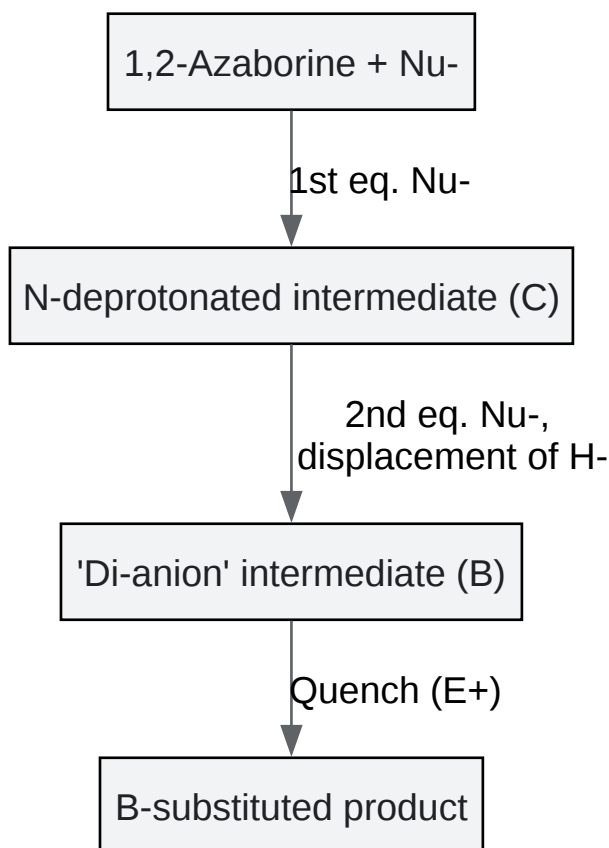 1,2-Azaborine + Nu-
1st eq. Nu-
N-deprotonated intermediate (C)
2nd eq. Nu-,
displacement of H-
'Di-anion' intermediate (B)
Quench (E+)
B-substituted product